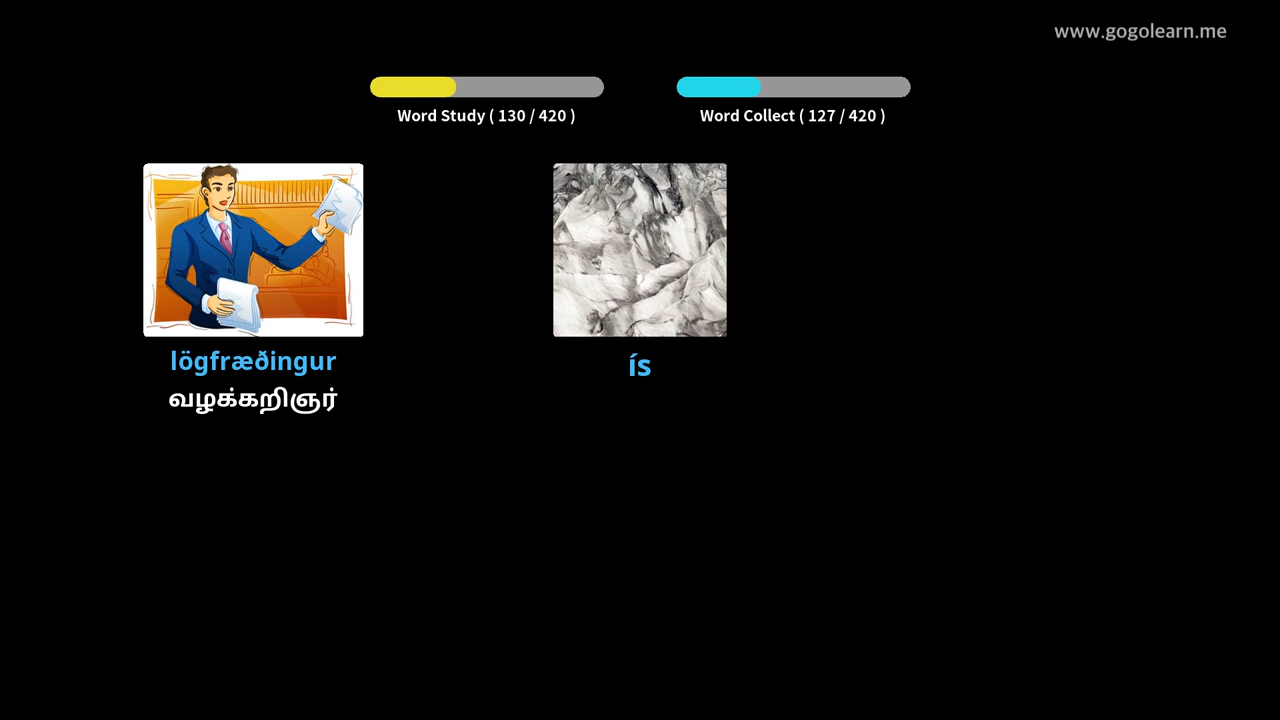 www.gogolearn.me
Word Study ( 130 / 420 )
Word Collect ( 127 / 420 )
lögfræðingur
வழக்கறிஞர்
ís